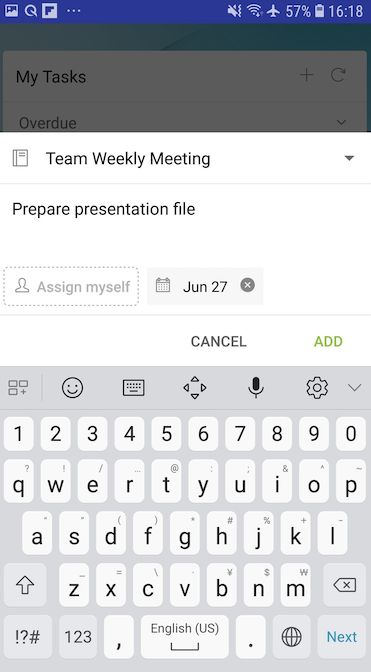 57% 16:18
My Tasks
Overdue
Team Weekly Meeting
Prepare presentation file
Assign myself Jun 27
CANCEL ADD
1 2 3 4 5 6 7 8 9 0
? ! / … @ : ; & ^ ~
q w e r t y u i o p
" " ( ) * # % + -
a s d f g h j k l
_ = \ · ¥ $ ₩
z x c v b n m
!?# 123 , English (US) . Next